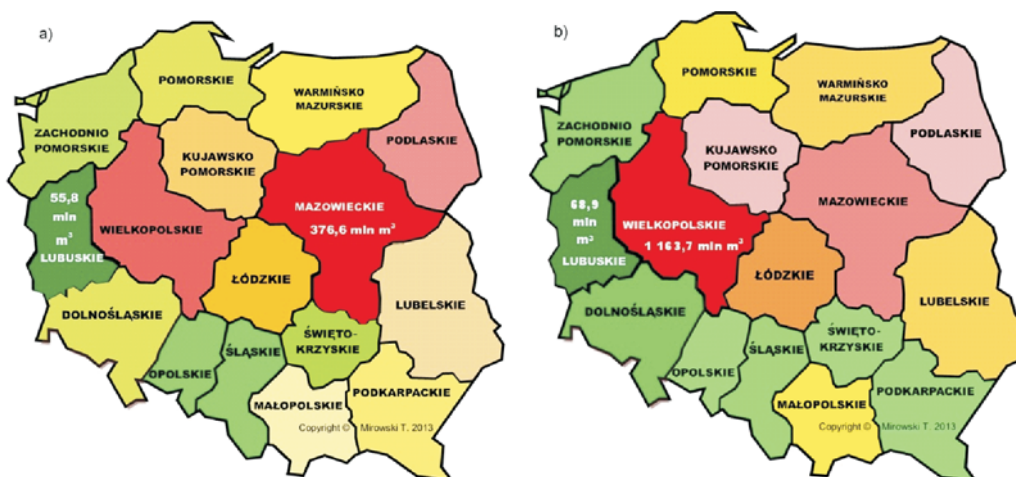 a)
POMORSKIE
WARMIŃSKO
MAZURSKIE
ZACHODNIO
POMORSKIE
PODLASKIE
KUJAWSKO
POMORSKIE
55,8
mln
m³
LUBUSKIE
MAZOWIECKIE
376,6 mln m³
WIELKOPOLSKIE
ŁÓDZKIE
LUBELSKIE
DOLNOŚLĄSKIE
ŚWIĘTO-
KRZYSKIE
ŚLĄSKIE
OPOLSKIE
PODKARPACKIE
MAŁOPOLSKIE
Copyright © Mirowski T. 2013
b)
POMORSKIE
WARMIŃSKO
MAZURSKIE
ZACHODNIO
POMORSKIE
PODLASKIE
KUJAWSKO
POMORSKIE
68,9
mln
m³
LUBUSKIE
MAZOWIECKIE
WIELKOPOLSKIE
1 163,7 mln m³
ŁÓDZKIE
LUBELSKIE
DOLNOŚLĄSKIE
ŚWIĘTO-
KRZYSKIE
ŚLĄSKIE
OPOLSKIE
PODKARPACKIE
MAŁOPOLSKIE
Copyright © Mirowski T. 2013